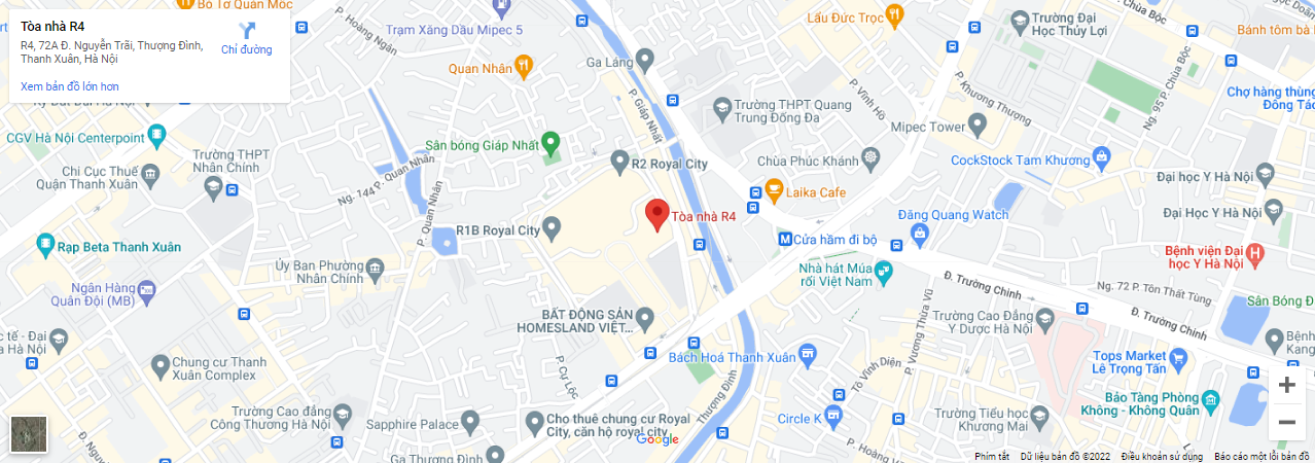 Tòa nhà R4
R4, 72A Đ. Nguyễn Trãi, Thượng Đình,
Thanh Xuân, Hà Nội
Chỉ đường
Xem bản đồ lớn hơn
Bò Tơ Quán Mộc
P. Hoàng Ngân
Trạm Xăng Dầu Mipec 5
Lẩu Đức Trọc
Trường Đại
Học Thủy Lợi
P. Chùa Bộc
Bánh tôm bà
Quan Nhân
Ga Láng
P. Giáp Nhất
Trường THPT Quang
Trung Đống Đa
P. Vĩnh Hồ
P. Khương Thượng
Ng. 95 P. Chùa Bộc
Chợ hàng thùng
Đông Tác
CGV Hà Nội Centerpoint
Trường THPT
Nhân Chính
Sân bóng Giáp Nhất
Mipec Tower
Chi Cục Thuế
Quận Thanh Xuân
Ng. 144 P. Quan Nhân
P. Quan Nhân
R2 Royal City
Chùa Phúc Khánh
CockStock Tam Khương
Đại học Y Hà Nội
Laika Cafe
Đại Học Y Hà Nội
Tòa nhà R4
Đăng Quang Watch
R1B Royal City
Cửa hầm đi bộ
Rạp Beta Thanh Xuân
Bệnh viện Đại
học Y Hà Nội
Ủy Ban Phường
Nhân Chính
Nhà hát Múa
rối Việt Nam
Đ. Trường Chinh
Ng. 72 P. Tôn Thất Tùng
Ngân Hàng
Quân Đội (MB)
Sân Bóng Đ
P. Vương Thừa Vũ
BẤT ĐỘNG SẢN
HOMESLAND VIỆT...
Trường Cao Đẳng
Y Dược Hà Nội
Đ. Trường Chinh
c tế - Đại
a Hà Nội
Bệnh
Kang
Chung cư Thanh
Xuân Complex
P. Cự Lộc
Bách Hoá Thanh Xuân
Tô Vĩnh Diện
Tops Market
Lê Trọng Tấn
Thượng Đình
Bảo Tàng Phòng
Không - Không Quân
Trường Cao đẳng
Công Thương Hà Nội
Sapphire Palace
Cho thuê chung cư Royal
City, căn hộ royal city
Circle K
Trường Tiểu học
Khương Mai
Google
Ga Thượng Đình
P. Hoàng
Phím tắt
Dữ liệu bản đồ ©2022
Điều khoản sử dụng
Báo cáo một lỗi bản đồ